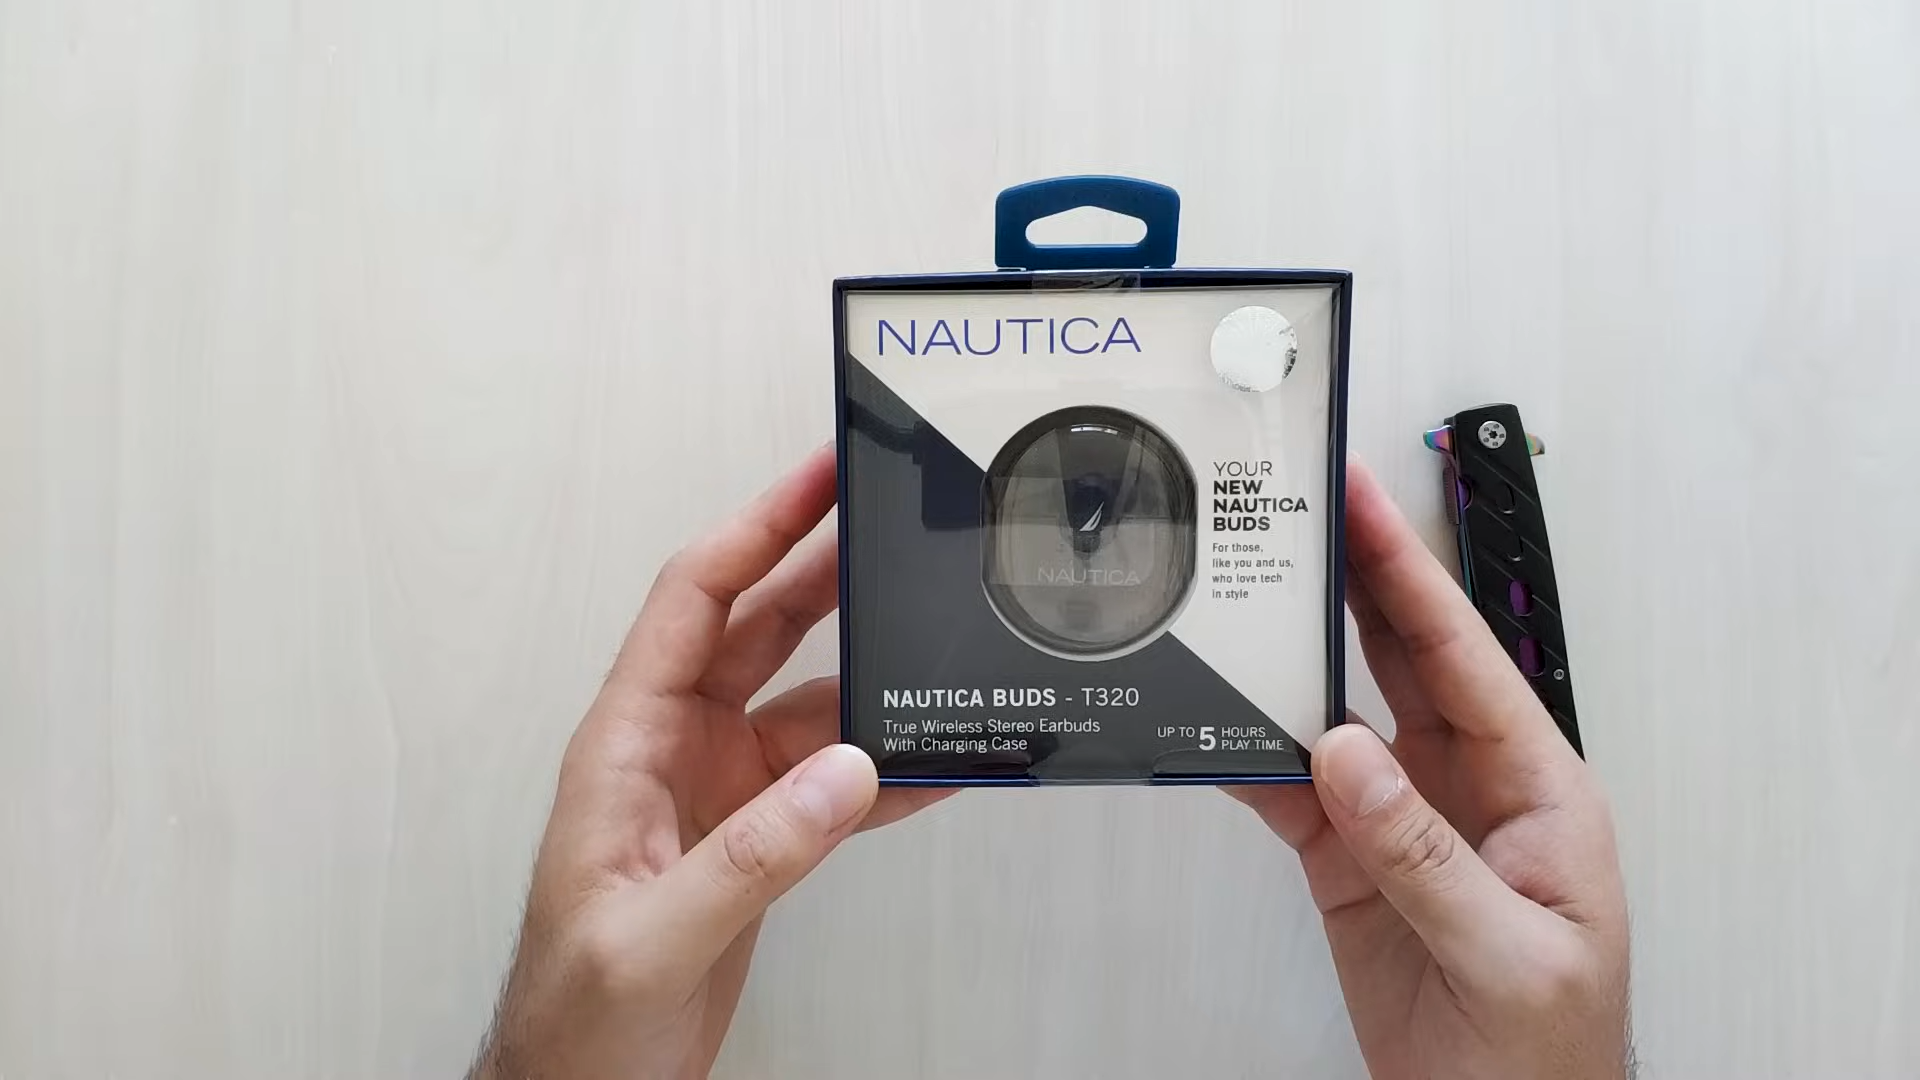 NAUTICA
YOUR
NEW
NAUTICA
BUDS
For those,
like you and us,
who love tech
in style
NAUTICA
NAUTICA BUDS - T320
True Wireless Stereo Earbuds
With Charging Case
UP TO 5 HOURS
PLAY TIME